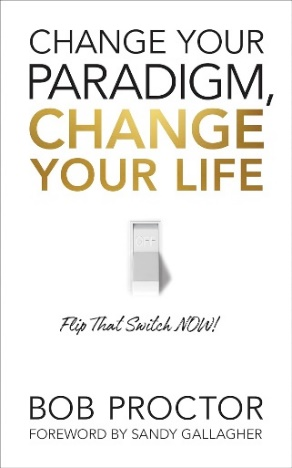 CHANGE YOUR
PARADIGM,
CHANGE
YOUR LIFE
Flip That Switch NOW!
BOB PROCTOR
FOREWORD BY SANDY GALLAGHER